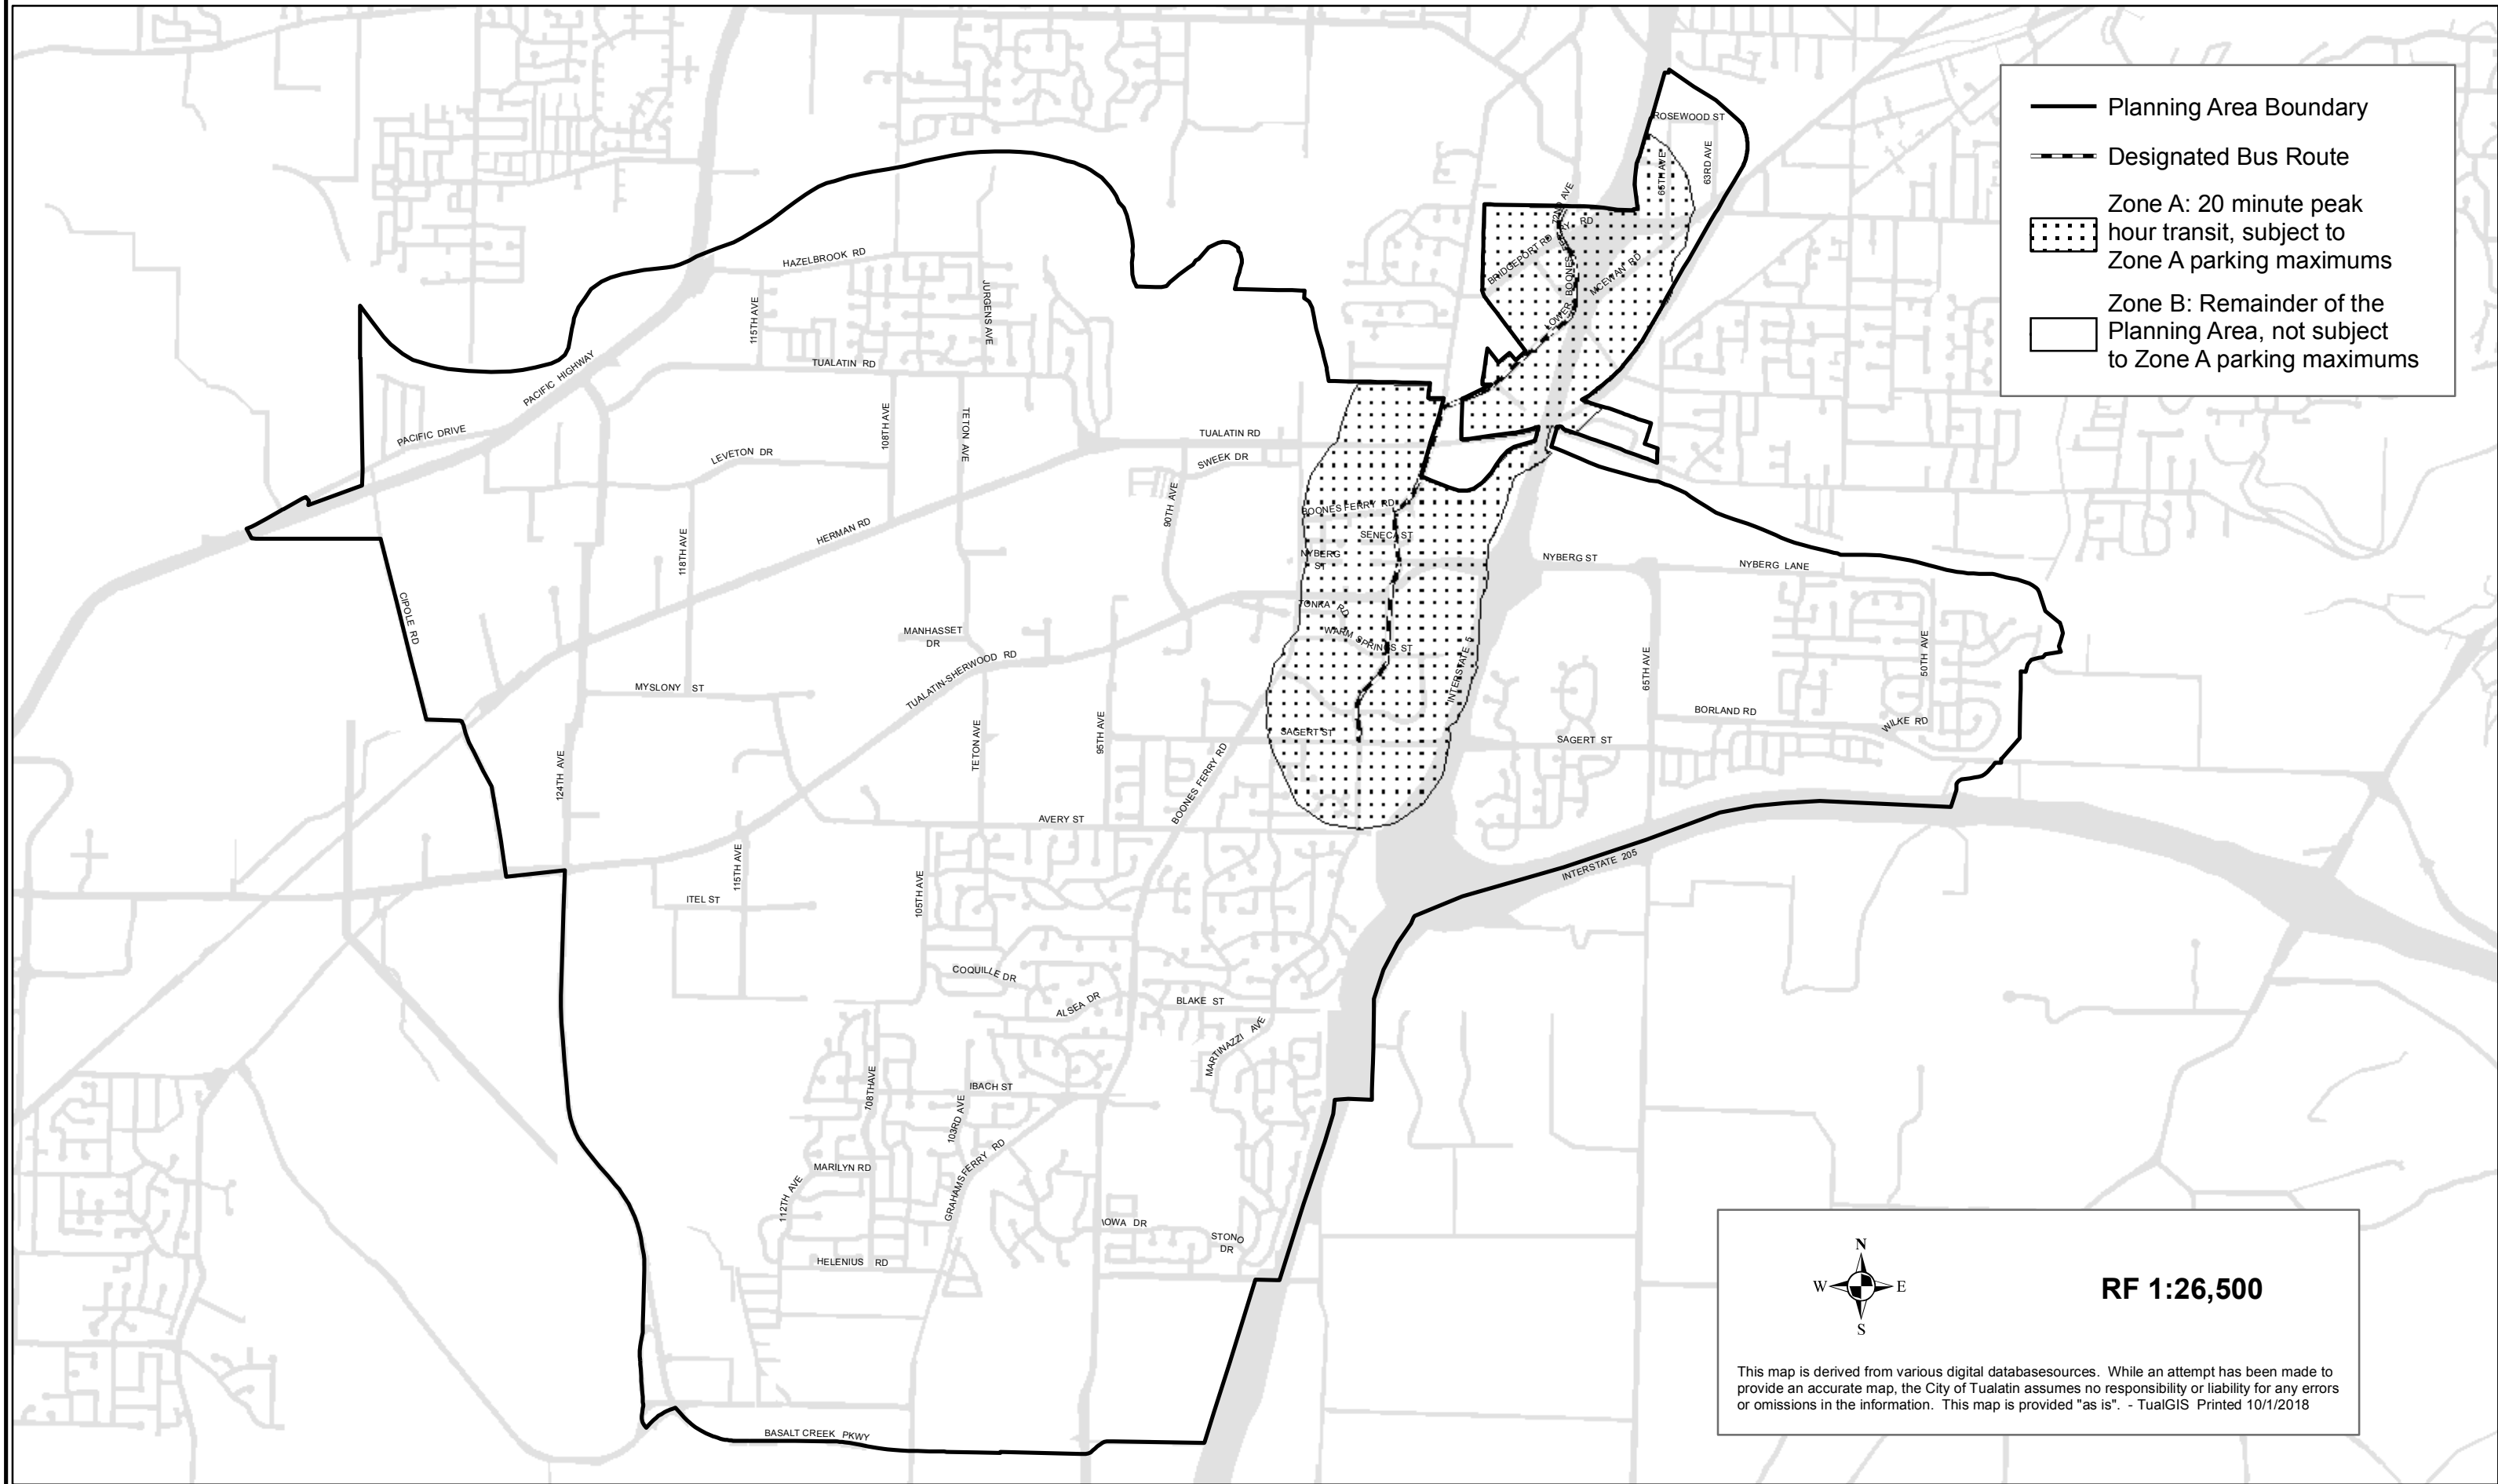 Planning Area Boundary
Designated Bus Route
Zone A: 20 minute peak
hour transit, subject to
Zone A parking maximums
Zone B: Remainder of the
Planning Area, not subject
to Zone A parking maximums
ROSEWOOD ST
65TH AVE
63RD AVE
72ND AVE
BRIDGEPORT RD
LOWER BOONES FERRY RD
MCEWAN RD
HAZELBROOK RD
115TH AVE
JURGENS AVE
TUALATIN RD
PACIFIC HIGHWAY
PACIFIC DRIVE
108TH AVE
TETON AVE
LEVETON DR
TUALATIN RD
SWEEK DR
90TH AVE
HERMAN RD
118TH AVE
BOONES FERRY RD
SENECA ST
NYBERG
ST
NYBERG ST
NYBERG LANE
CIPOLE RD
TONKA RD
WARM SPRINGS ST
MANHASSET
DR
TUALATIN-SHERWOOD RD
INTERSTATE 5
65TH AVE
50TH AVE
MYSLONY ST
BORLAND RD
WILKE RD
TETON AVE
95TH AVE
SAGERT ST
SAGERT ST
124TH AVE
BOONES FERRY RD
AVERY ST
115TH AVE
105TH AVE
INTERSTATE 205
ITEL ST
COQUILLE DR
ALSEA DR
BLAKE ST
MARTINAZZI AVE
108THAVE
IBACH ST
103RD AVE
GRAHAMS FERRY RD
MARILYN RD
112TH AVE
IOWA DR
STONO
DR
HELENIUS RD
BASALT CREEK PKWY
N
W
E
S
RF 1:26,500
This map is derived from various digital databasesources. While an attempt has been made to
provide an accurate map, the City of Tualatin assumes no responsibility or liability for any errors
or omissions in the information. This map is provided "as is". - TualGIS Printed 10/1/2018